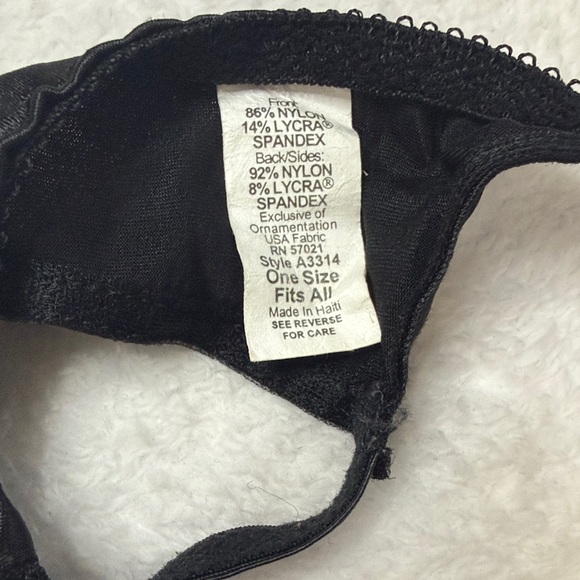 Front:
86% NYLON
14% LYCRA®
SPANDEX
Back/Sides:
92% NYLON
8% LYCRA®
SPANDEX
Exclusive of
Ornamentation
USA Fabric
RN 57021
Style A3314
One Size
Fits All
Made In Haiti
SEE REVERSE
FOR CARE